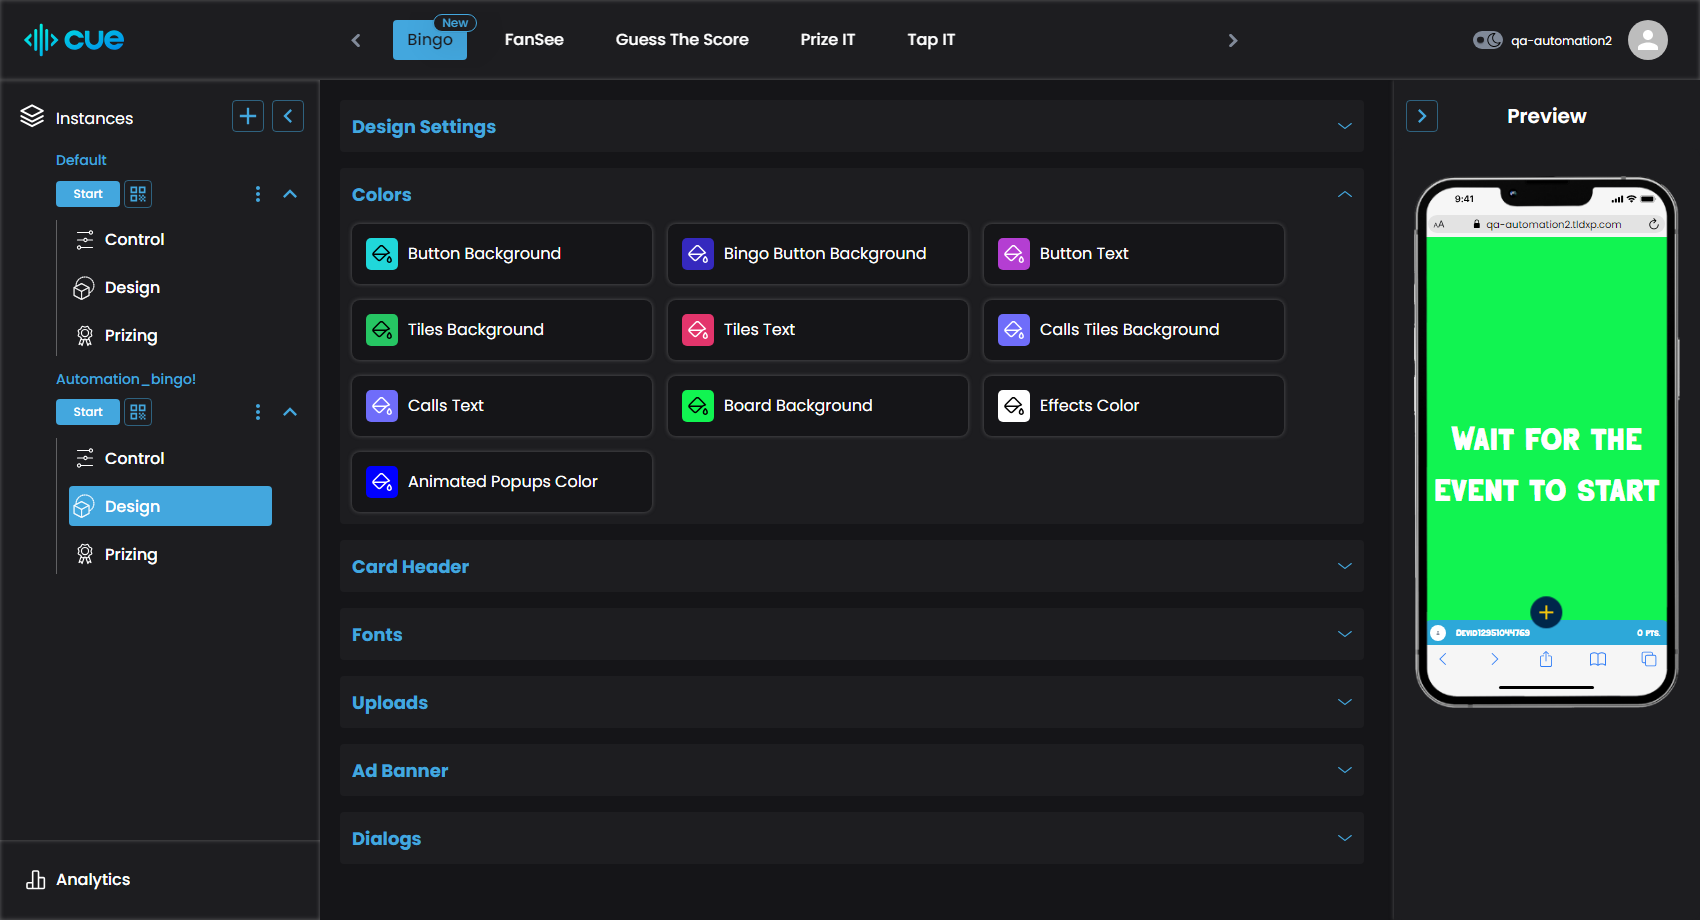 cue
Bingo
New
FanSee
Guess The Score
Prize IT
Tap IT
qa-automation2
Instances
Default
Start
Control
Design
Prizing
Automation_bingo!
Start
Control
Design
Prizing
Analytics
Design Settings
Colors
Button Background
Bingo Button Background
Button Text
Tiles Background
Tiles Text
Calls Tiles Background
Calls Text
Board Background
Effects Color
Animated Popups Color
Card Header
Fonts
Uploads
Ad Banner
Dialogs
Preview
9:41
AA
qa-automation2.tldxp.com
WAIT FOR THE
EVENT TO START
DEVID12951044769
0 PTS.